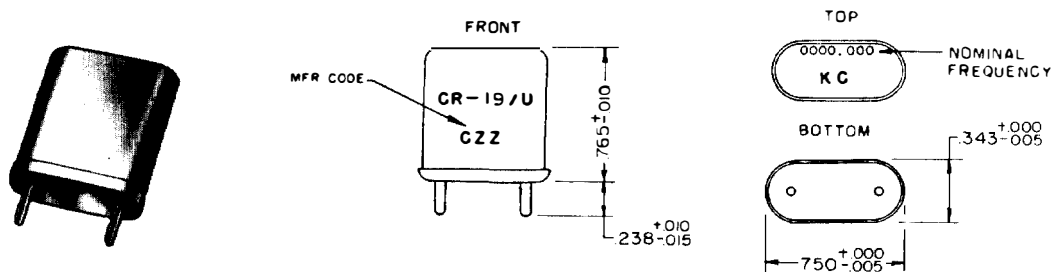 FRONT
MFR CODE
CR-19/U
CZZ
.765 +.010 -.010
.238 +.010 -.015
TOP
0000.000
KC
NOMINAL
FREQUENCY
BOTTOM
.343 +.000 -.005
.750 +.000 -.005